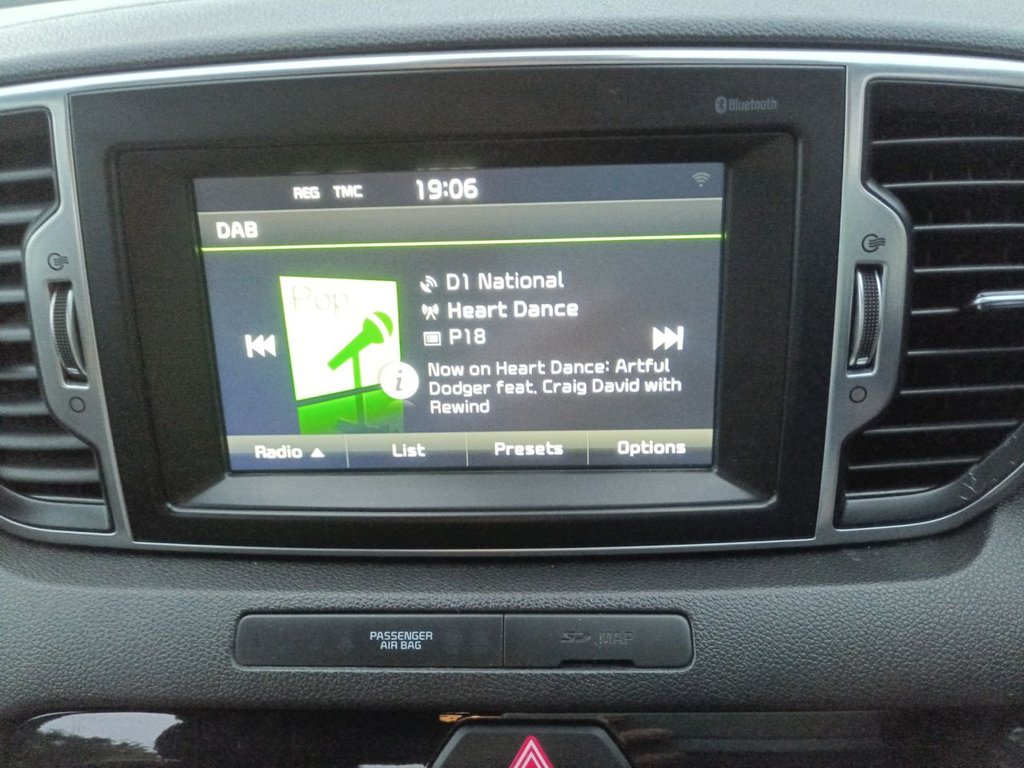 Bluetooth
REG TMC 19:06
DAB
Pop
D1 National
Heart Dance
P18
i
Now on Heart Dance: Artful
Dodger feat. Craig David with
Rewind
Radio List Presets Options
PASSENGER
AIR BAG
SD MAP